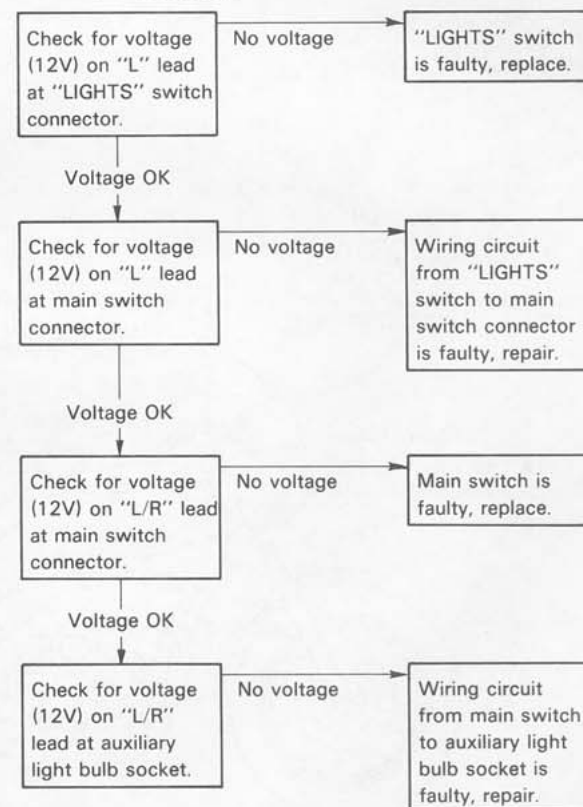 Check for voltage
(12V) on "L" lead
at "LIGHTS" switch
connector.
No voltage
"LIGHTS" switch
is faulty, replace.
Voltage OK
Check for voltage
(12V) on "L" lead
at main switch
connector.
No voltage
Wiring circuit
from "LIGHTS"
switch to main
switch connector
is faulty, repair.
Voltage OK
Check for voltage
(12V) on "L/R" lead
at main switch
connector.
No voltage
Main switch is
faulty, replace.
Voltage OK
Check for voltage
(12V) on "L/R"
lead at auxiliary
light bulb socket.
No voltage
Wiring circuit
from main switch
to auxiliary light
bulb socket is
faulty, repair.